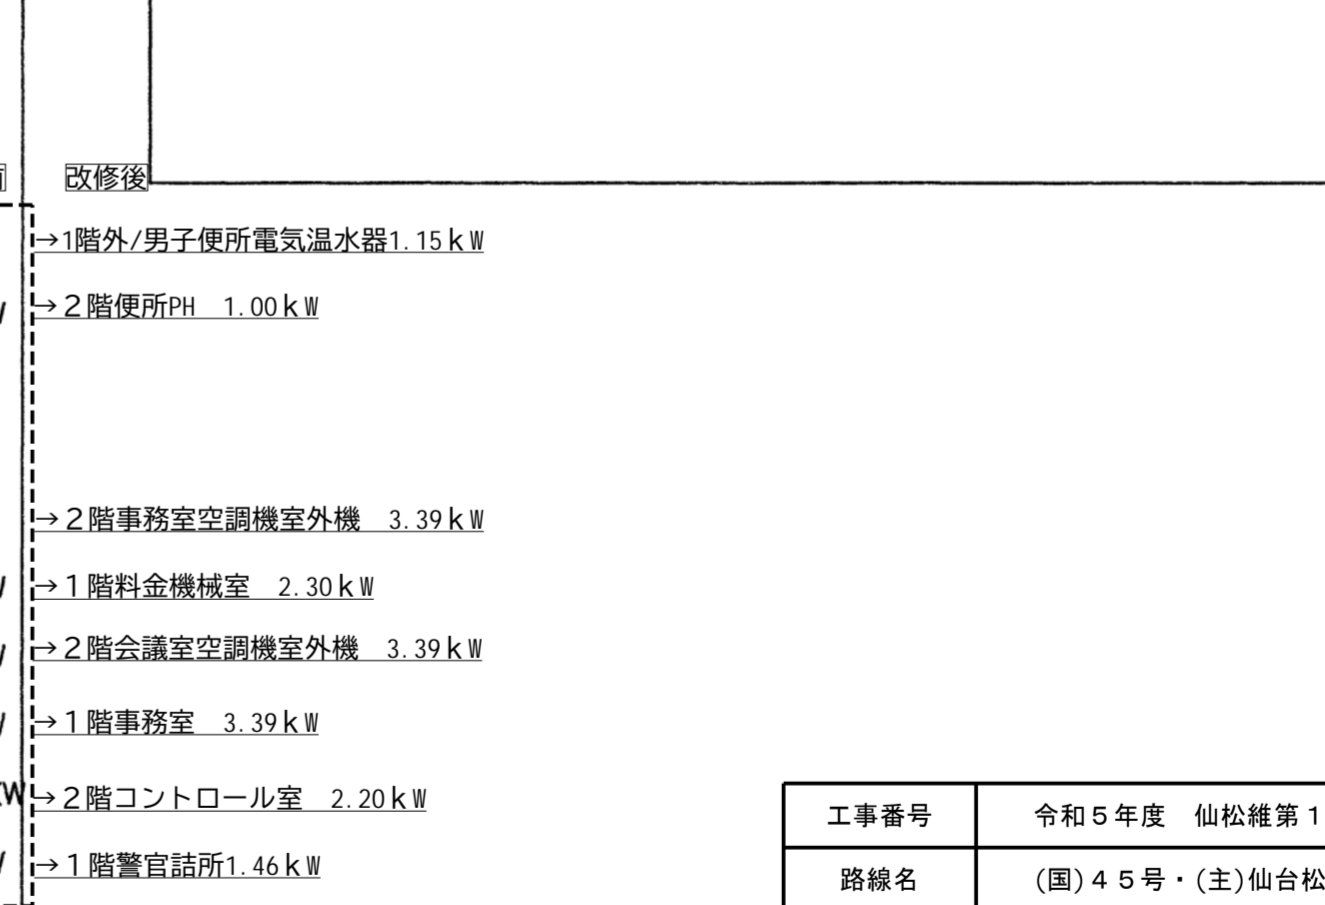 改修後
→1階外/男子便所電気温水器1.15ｋW
→２階便所PH　1.00ｋW
→２階事務室空調機室外機　3.39ｋW
→１階料金機械室　2.30ｋW
→２階会議室空調機室外機　3.39ｋW
→１階事務室　3.39ｋW
→２階コントロール室　2.20ｋW
→１階警官詰所1.46ｋW
工事番号　令和５年度　仙松維第１
路線名　(国)４５号・(主)仙台松